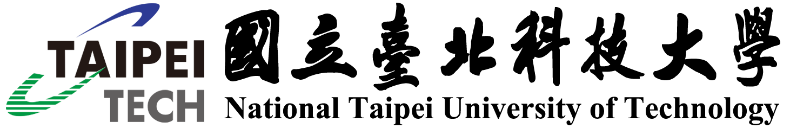 TAIPEI
TECH
國立臺北科技大學
National Taipei University of Technology